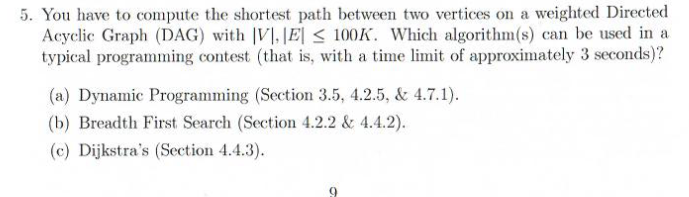 5. You have to compute the shortest path between two vertices on a weighted Directed
Acyclic Graph (DAG) with |V|, |E| ≤ 100K. Which algorithm(s) can be used in a
typical programming contest (that is, with a time limit of approximately 3 seconds)?
(a) Dynamic Programming (Section 3.5, 4.2.5, & 4.7.1).
(b) Breadth First Search (Section 4.2.2 & 4.4.2).
(c) Dijkstra's (Section 4.4.3).
9